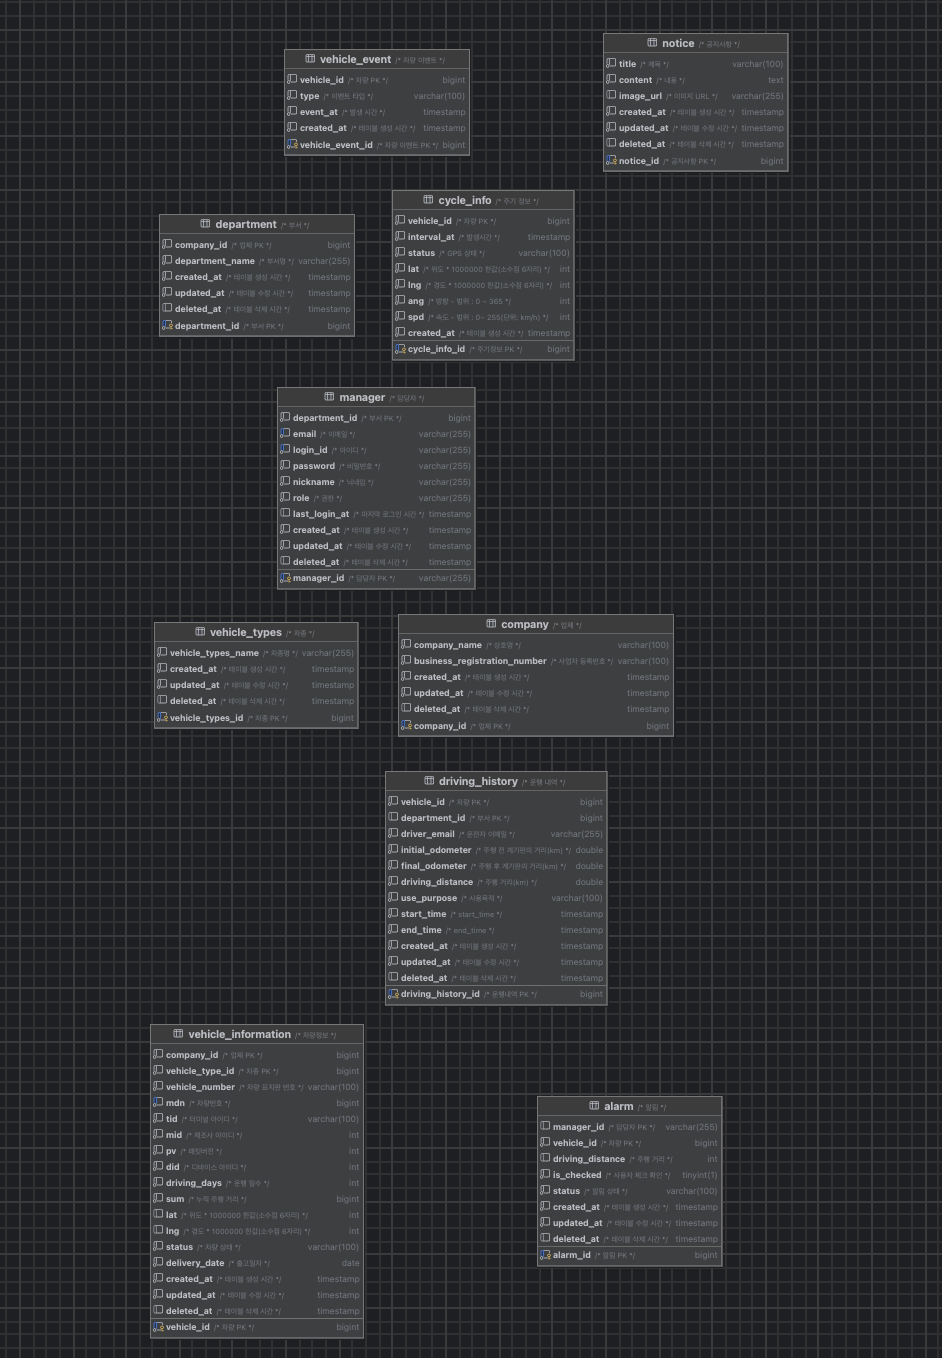 vehicle_event /* 차량 이벤트 */
vehicle_id /* 차량 PK */ bigint
type /* 이벤트 타입 */ varchar(100)
event_at /* 발생 시간 */ timestamp
created_at /* 테이블 생성 시간 */ timestamp
vehicle_event_id /* 차량 이벤트 PK */ bigint
notice /* 공지사항 */
title /* 제목 */ varchar(100)
content /* 내용 */ text
image_url /* 이미지 URL */ varchar(255)
created_at /* 테이블 생성 시간 */ timestamp
updated_at /* 테이블 수정 시간 */ timestamp
deleted_at /* 테이블 삭제 시간 */ timestamp
notice_id /* 공지사항 PK */ bigint
cycle_info /* 주기 정보 */
vehicle_id /* 차량 PK */ bigint
interval_at /* 발생시간 */ timestamp
status /* GPS 상태 */ varchar(100)
lat /* 위도 * 1000000 한값(소수점 6자리) */ int
lng /* 경도 * 1000000 한값(소수점 6자리) */ int
ang /* 방향 - 범위 : 0 ~ 365 */ int
spd /* 속도 - 범위 : 0~ 255(단위: km/h) */ int
created_at /* 테이블 생성 시간 */ timestamp
cycle_info_id /* 주기정보 PK */ bigint
department /* 부서 */
company_id /* 업체 PK */ bigint
department_name /* 부서명 */ varchar(255)
created_at /* 테이블 생성 시간 */ timestamp
updated_at /* 테이블 수정 시간 */ timestamp
deleted_at /* 테이블 삭제 시간 */ timestamp
department_id /* 부서 PK */ bigint
manager /* 담당자 */
department_id /* 부서 PK */ bigint
email /* 이메일 */ varchar(255)
login_id /* 아이디 */ varchar(255)
password /* 비밀번호 */ varchar(255)
nickname /* 닉네임 */ varchar(255)
role /* 권한 */ varchar(255)
last_login_at /* 마지막 로그인 시간 */ timestamp
created_at /* 테이블 생성 시간 */ timestamp
updated_at /* 테이블 수정 시간 */ timestamp
deleted_at /* 테이블 삭제 시간 */ timestamp
manager_id /* 담당자 PK */ varchar(255)
vehicle_types /* 차종 */
vehicle_types_name /* 차종명 */ varchar(255)
created_at /* 테이블 생성 시간 */ timestamp
updated_at /* 테이블 수정 시간 */ timestamp
deleted_at /* 테이블 삭제 시간 */ timestamp
vehicle_types_id /* 차종 PK */ bigint
company /* 업체 */
company_name /* 상호명 */ varchar(100)
business_registration_number /* 사업자 등록번호 */ varchar(100)
created_at /* 테이블 생성 시간 */ timestamp
updated_at /* 테이블 수정 시간 */ timestamp
deleted_at /* 테이블 삭제 시간 */ timestamp
company_id /* 업체 PK */ bigint
driving_history /* 운행 내역 */
vehicle_id /* 차량 PK */ bigint
department_id /* 부서 PK */ bigint
driver_email /* 운전자 이메일 */ varchar(255)
initial_odometer /* 주행 전 계기판의 거리(km) */ double
final_odometer /* 주행 후 계기판의 거리(km) */ double
driving_distance /* 주행 거리(km) */ double
use_purpose /* 사용목적 */ varchar(100)
start_time /* start_time */ timestamp
end_time /* end_time */ timestamp
created_at /* 테이블 생성 시간 */ timestamp
updated_at /* 테이블 수정 시간 */ timestamp
deleted_at /* 테이블 삭제 시간 */ timestamp
driving_history_id /* 운행내역 PK */ bigint
vehicle_information /* 차량정보 */
company_id /* 업체 PK */ bigint
vehicle_type_id /* 차종 PK */ bigint
vehicle_number /* 차량 표지판 번호 */ varchar(100)
mdn /* 차량번호 */ bigint
tid /* 터미널 아이디 */ varchar(100)
mid /* 제조사 아이디 */ int
pv /* 패킷버전 */ int
did /* 디바이스 아이디 */ int
driving_days /* 운행 일수 */ int
sum /* 누적 주행 거리 */ bigint
lat /* 위도 * 1000000 한값(소수점 6자리) */ int
lng /* 경도 * 1000000 한값(소수점 6자리) */ int
status /* 차량 상태 */ varchar(100)
delivery_date /* 출고일자 */ date
created_at /* 테이블 생성 시간 */ timestamp
updated_at /* 테이블 수정 시간 */ timestamp
deleted_at /* 테이블 삭제 시간 */ timestamp
vehicle_id /* 차량 PK */ bigint
alarm /* 알림 */
manager_id /* 담당자 PK */ varchar(255)
vehicle_id /* 차량 PK */ bigint
driving_distance /* 주행 거리 */ int
is_checked /* 사용자 체크 확인 */ tinyint(1)
status /* 알림 상태 */ varchar(100)
created_at /* 테이블 생성 시간 */ timestamp
updated_at /* 테이블 수정 시간 */ timestamp
deleted_at /* 테이블 삭제 시간 */ timestamp
alarm_id /* 알림 PK */ bigint